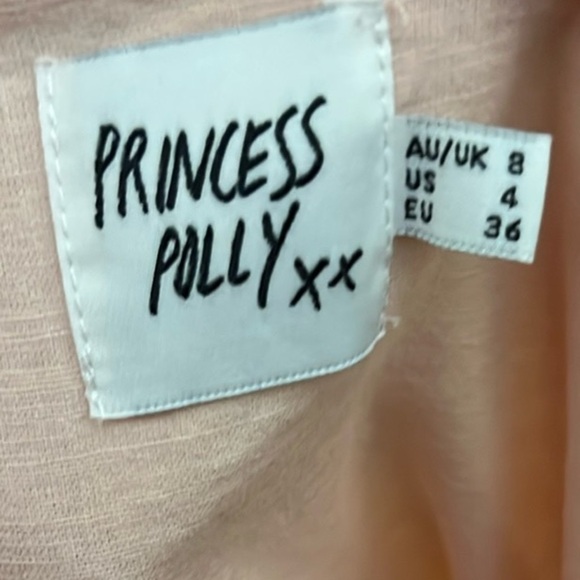 PRINCESS
POLLY xx
AU/UK 8
US 4
EU 36